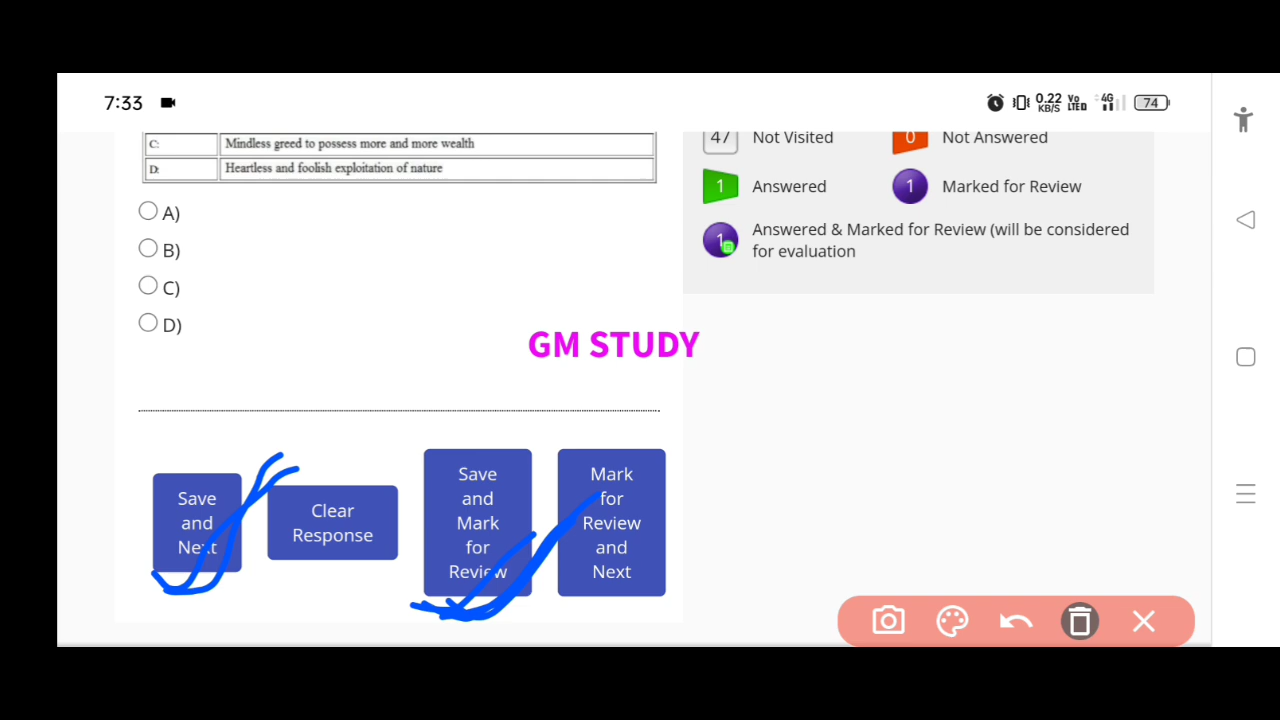 7:33
0.22
KB/S
Vo
LTE
4G
74
C: Mindless greed to possess more and more wealth
D: Heartless and foolish exploitation of nature
A)
B)
C)
D)
47 Not Visited
0 Not Answered
1 Answered
1 Marked for Review
1 Answered & Marked for Review (will be considered
for evaluation
GM STUDY
Save
and
Next
Clear
Response
Save
and
Mark
for
Review
Mark
for
Review
and
Next